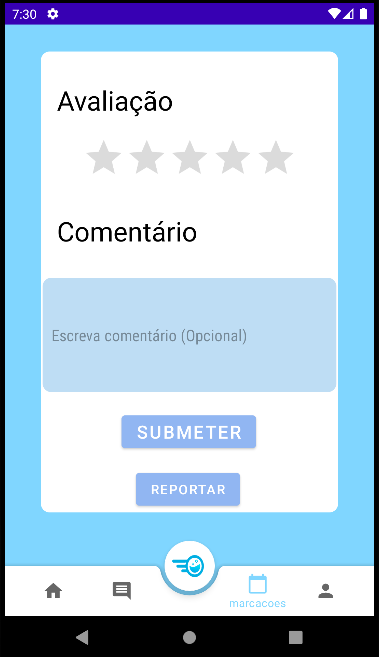 7:30
Avaliação
Comentário
Escreva comentário (Opcional)
SUBMETER
REPORTAR
marcacoes